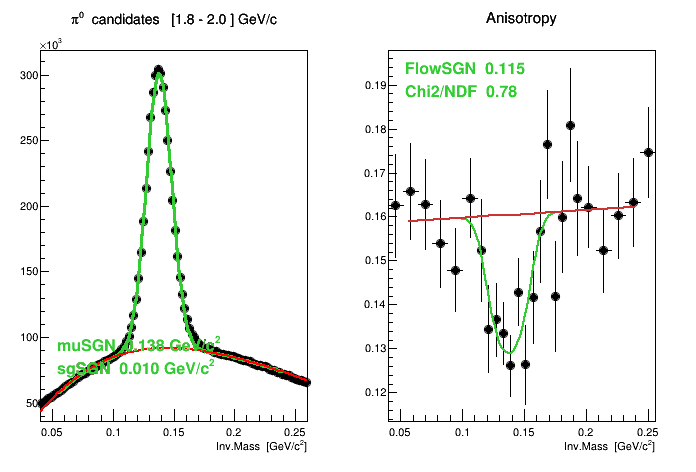 π⁰ candidates [1.8 - 2.0 ] GeV/c
×10³
300
250
200
150
100
50
muSGN 0.138 GeV/c²
sgSGN 0.010 GeV/c²
0.05 0.1 0.15 0.2 0.25
Inv.Mass [GeV/c²]
Anisotropy
FlowSGN 0.115
Chi2/NDF 0.78
0.19
0.18
0.17
0.16
0.15
0.14
0.13
0.12
0.05 0.1 0.15 0.2 0.25
Inv.Mass [GeV/c²]